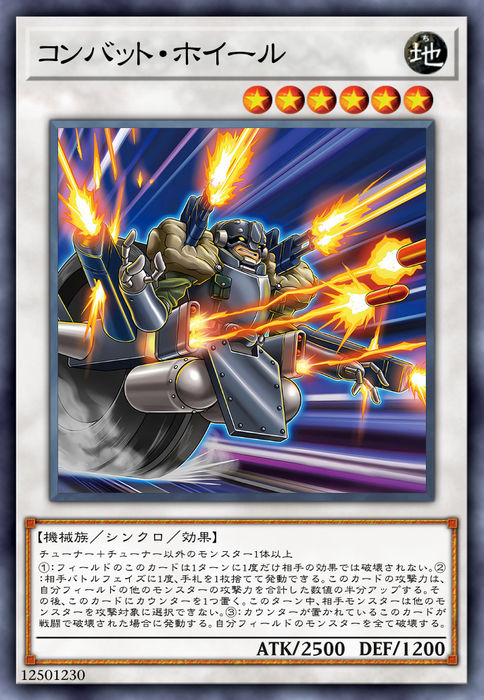 コンバット・ホイール
地
ち
【機械族／シンクロ／効果】
チューナー＋チューナー以外のモンスター1体以上
①：フィールドのこのカードは1ターンに1度だけ相手の効果では破壊されない。②
：相手バトルフェイズに1度、手札を1枚捨てて発動できる。このカードの攻撃力は、
自分フィールドの他のモンスターの攻撃力を合計した数値の半分アップする。そ
の後、このカードにカウンターを1つ置く。このターン中、相手モンスターは他のモ
ンスターを攻撃対象に選択できない。③：カウンターが置かれているこのカードが
戦闘で破壊された場合に発動する。自分フィールドのモンスターを全て破壊する。
ATK/2500 DEF/1200
12501230